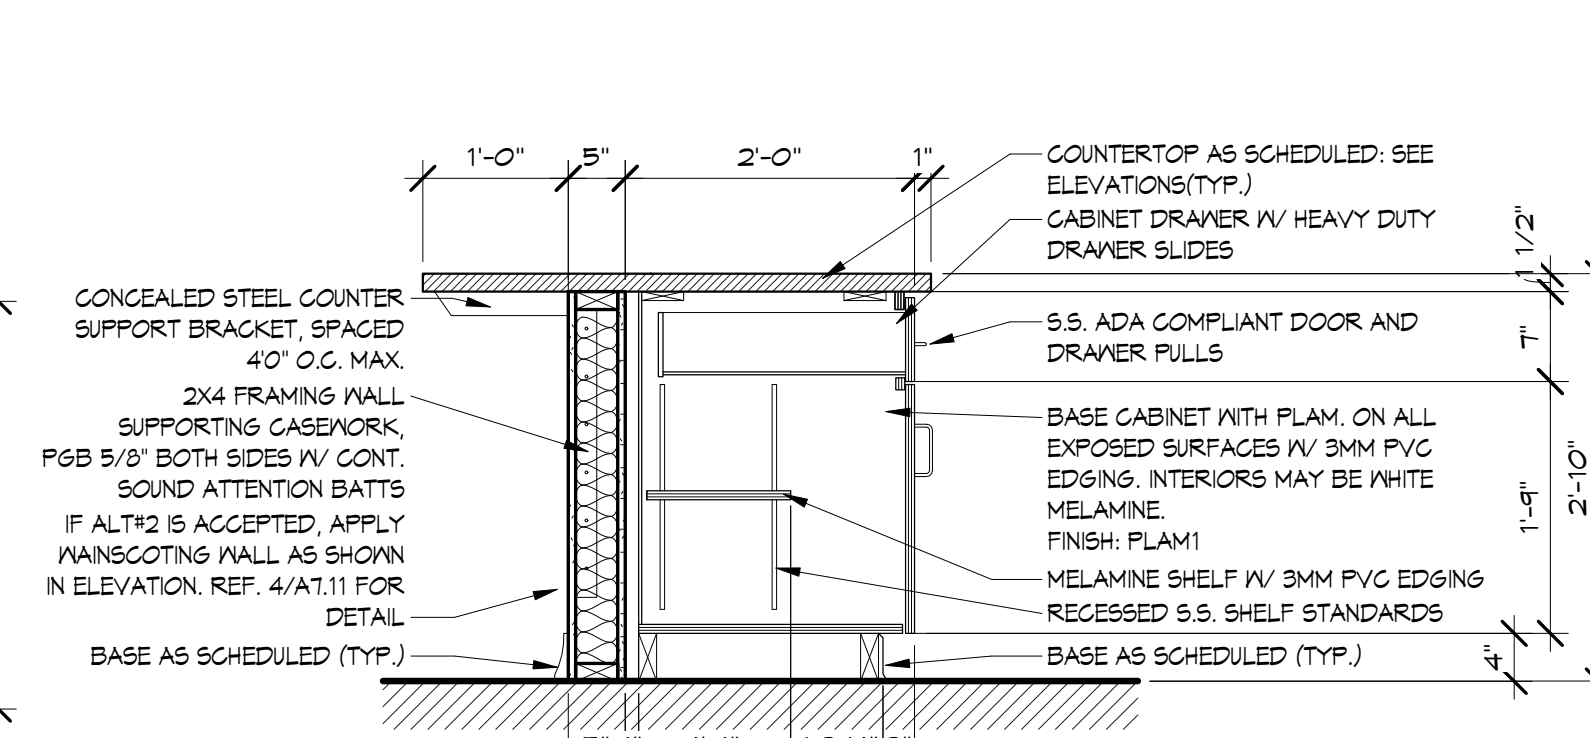 1'-0" 5" 2'-0" 1"
COUNTERTOP AS SCHEDULED: SEE
ELEVATIONS(TYP.)
CABINET DRAWER W/ HEAVY DUTY
DRAWER SLIDES
S.S. ADA COMPLIANT DOOR AND
DRAWER PULLS
BASE CABINET WITH PLAM. ON ALL
EXPOSED SURFACES W/ 3MM PVC
EDGING. INTERIORS MAY BE WHITE
MELAMINE.
FINISH: PLAM1
MELAMINE SHELF W/ 3MM PVC EDGING
RECESSED S.S. SHELF STANDARDS
BASE AS SCHEDULED (TYP.)
CONCEALED STEEL COUNTER
SUPPORT BRACKET, SPACED
4'0" O.C. MAX.
2X4 FRAMING WALL
SUPPORTING CASEWORK,
PGB 5/8" BOTH SIDES W/ CONT.
SOUND ATTENTION BATTS
IF ALT#2 IS ACCEPTED, APPLY
WAINSCOTING WALL AS SHOWN
IN ELEVATION. REF. 4/A7.11 FOR
DETAIL
BASE AS SCHEDULED (TYP.)
1 1/2"
7"
1'-9"
2'-10"
4"